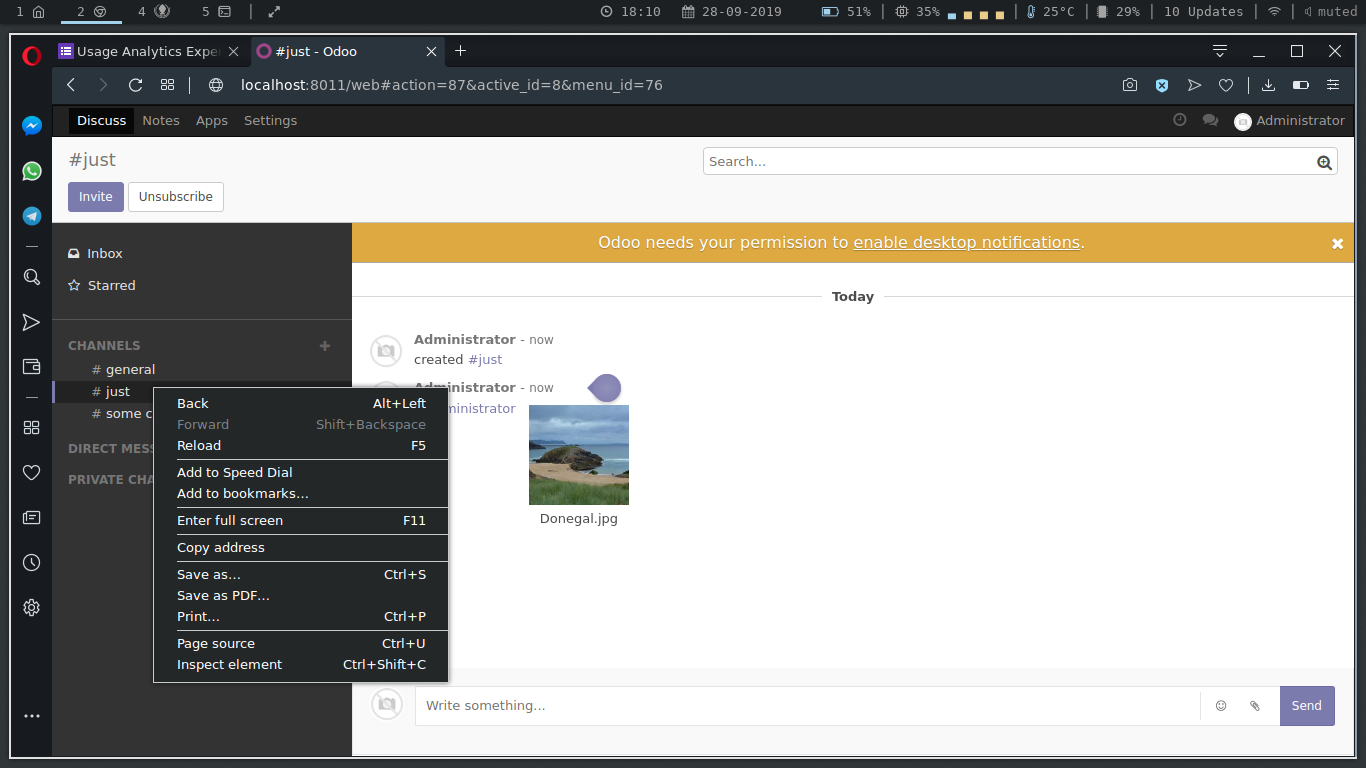 1 2 4 5 18:10 28-09-2019 51% 35% 25°C 29% 10 Updates muted
Usage Analytics Expe #just - Odoo
localhost:8011/web#action=87&active_id=8&menu_id=76
Discuss Notes Apps Settings Administrator
#just
Search...
Invite Unsubscribe
Odoo needs your permission to enable desktop notifications.
Inbox
Starred
CHANNELS
# general
# just
# some c
DIRECT MESS
PRIVATE CHA
Back Alt+Left
Forward Shift+Backspace
Reload F5
Add to Speed Dial
Add to bookmarks...
Enter full screen F11
Copy address
Save as... Ctrl+S
Save as PDF...
Print... Ctrl+P
Page source Ctrl+U
Inspect element Ctrl+Shift+C
Today
Administrator - now
created #just
Administrator - now
ministrator
Donegal.jpg
Write something...
Send